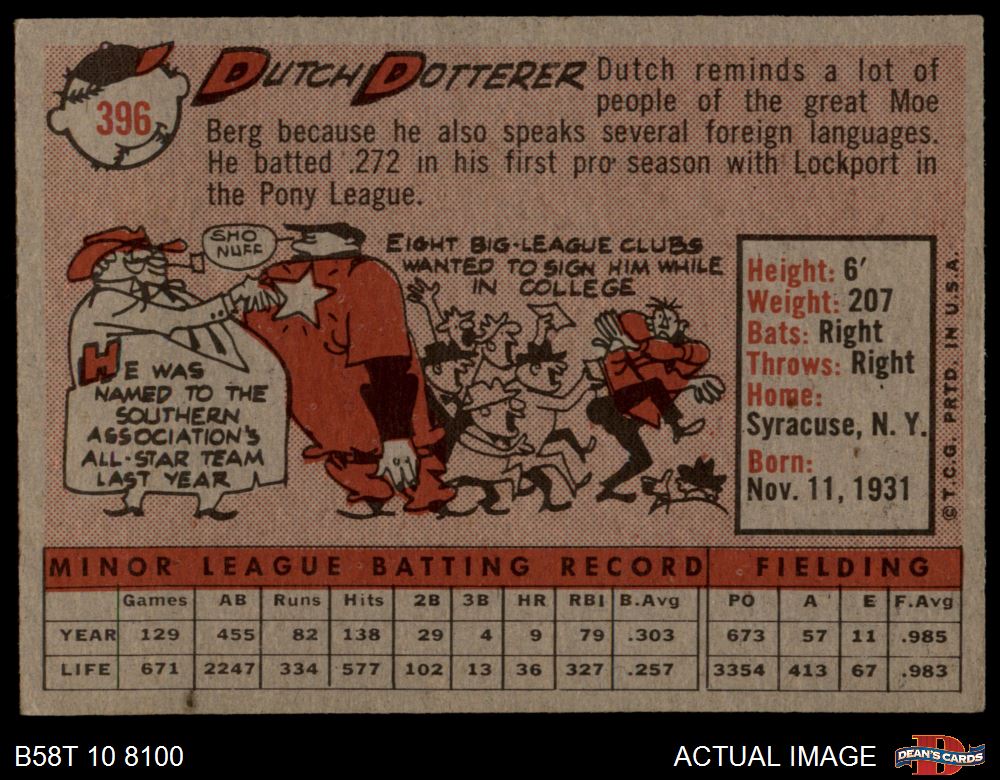 396
DUTCH DOTTERER
Dutch reminds a lot of
people of the great Moe
Berg because he also speaks several foreign languages.
He batted .272 in his first pro season with Lockport in
the Pony League.
SHO
NUFF
HE WAS
NAMED TO THE
SOUTHERN
ASSOCIATION'S
ALL-STAR TEAM
LAST YEAR
EIGHT BIG-LEAGUE CLUBS
WANTED TO SIGN HIM WHILE
IN COLLEGE
Height: 6'
Weight: 207
Bats: Right
Throws: Right
Home:
Syracuse, N. Y.
Born:
Nov. 11, 1931
© T.C.G. PRTD. IN U.S.A.
MINOR LEAGUE BATTING RECORD FIELDING
Games AB Runs Hits 2B 3B HR RBI B.Avg PO A E F.Avg
YEAR 129 455 82 138 29 4 9 79 .303 673 57 11 .985
LIFE 671 2247 334 577 102 13 36 327 .257 3354 413 67 .983
B58T 10 8100 ACTUAL IMAGE
D
DEAN'S CARDS